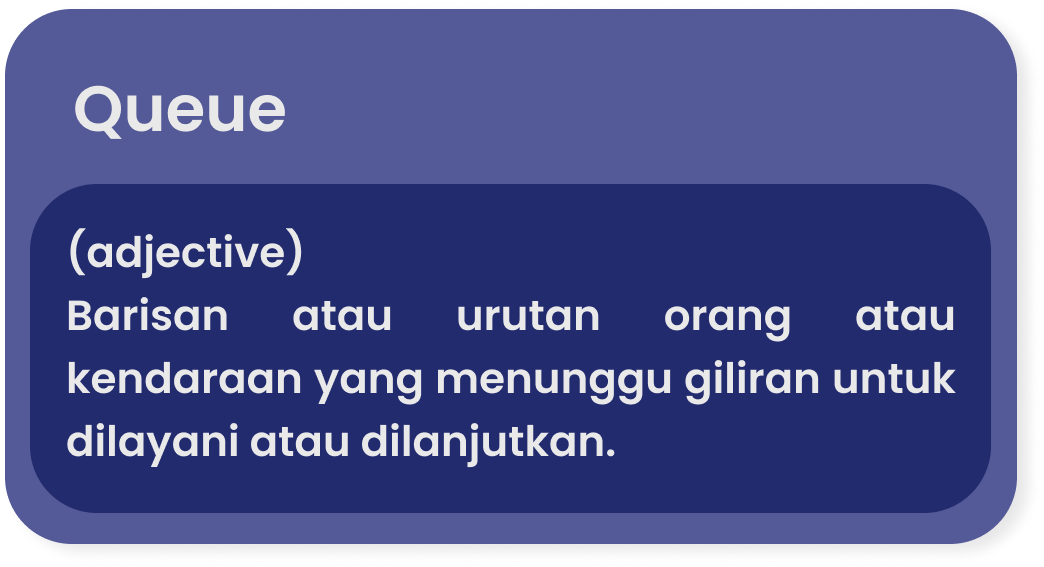 Queue
(adjective)
Barisan atau urutan orang atau
kendaraan yang menunggu giliran untuk
dilayani atau dilanjutkan.